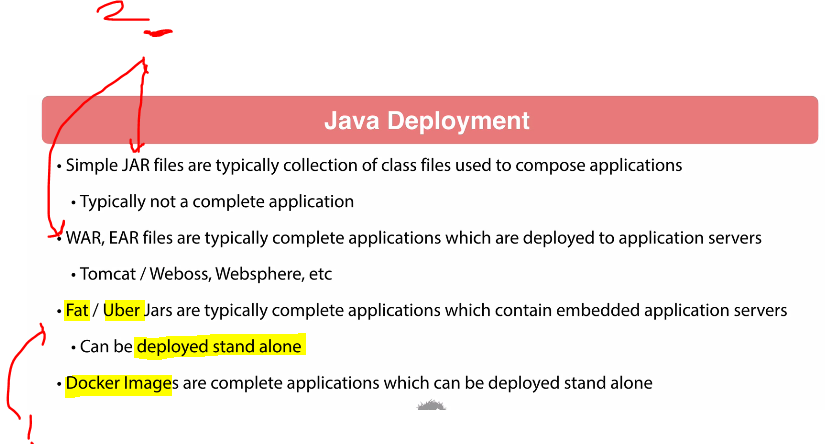 2
Java Deployment
• Simple JAR files are typically collection of class files used to compose applications
• Typically not a complete application
• WAR, EAR files are typically complete applications which are deployed to application servers
• Tomcat / Weboss, Websphere, etc
• Fat / Uber Jars are typically complete applications which contain embedded application servers
• Can be deployed stand alone
• Docker Images are complete applications which can be deployed stand alone